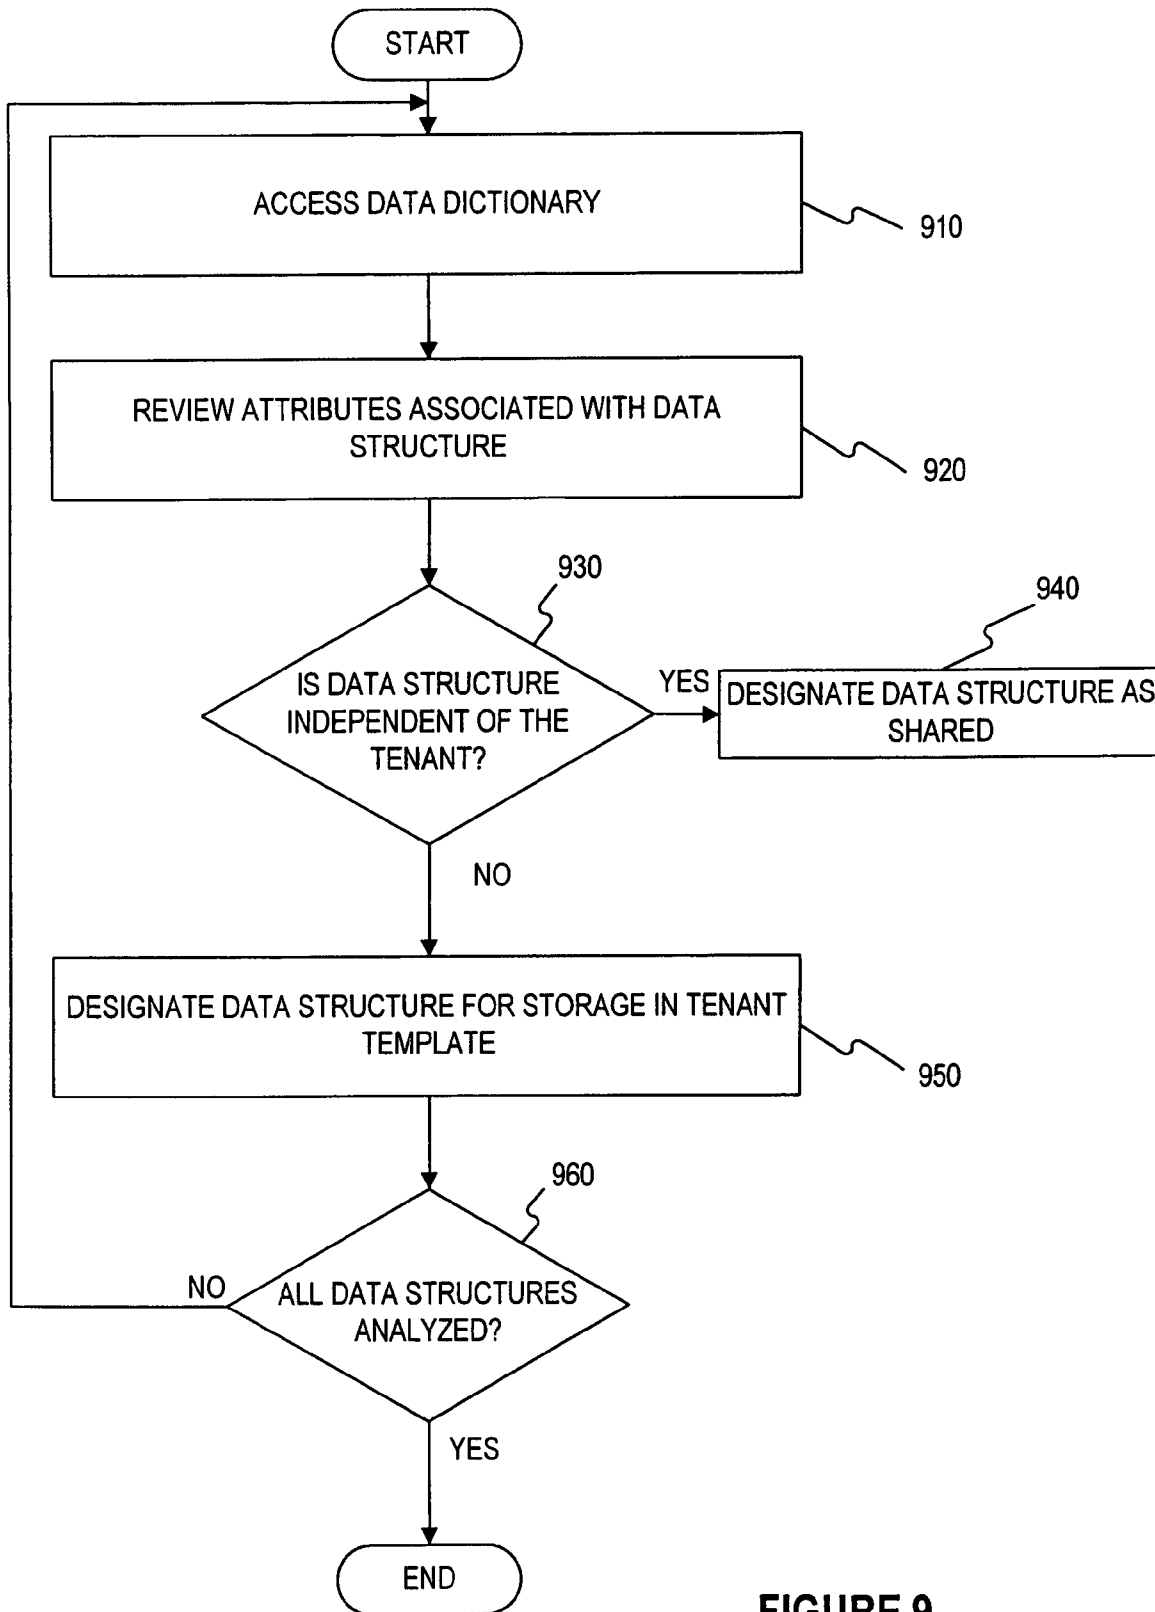 START
ACCESS DATA DICTIONARY
910
REVIEW ATTRIBUTES ASSOCIATED WITH DATA
STRUCTURE
920
930
IS DATA STRUCTURE
INDEPENDENT OF THE
TENANT?
YES
940
DESIGNATE DATA STRUCTURE AS
SHARED
NO
DESIGNATE DATA STRUCTURE FOR STORAGE IN TENANT
TEMPLATE
950
960
NO
ALL DATA STRUCTURES
ANALYZED?
YES
END
FIGURE 9